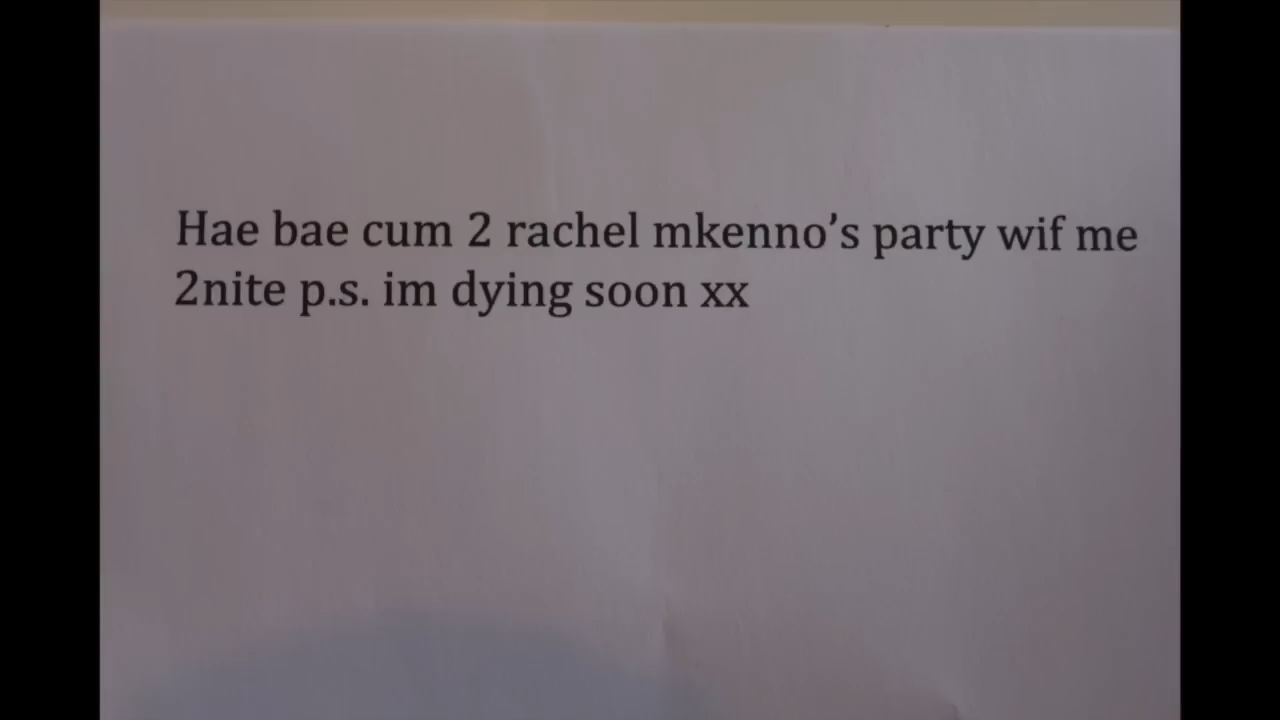 Hae bae cum 2 rachel mkenno’s party wif me
2nite p.s. im dying soon xx